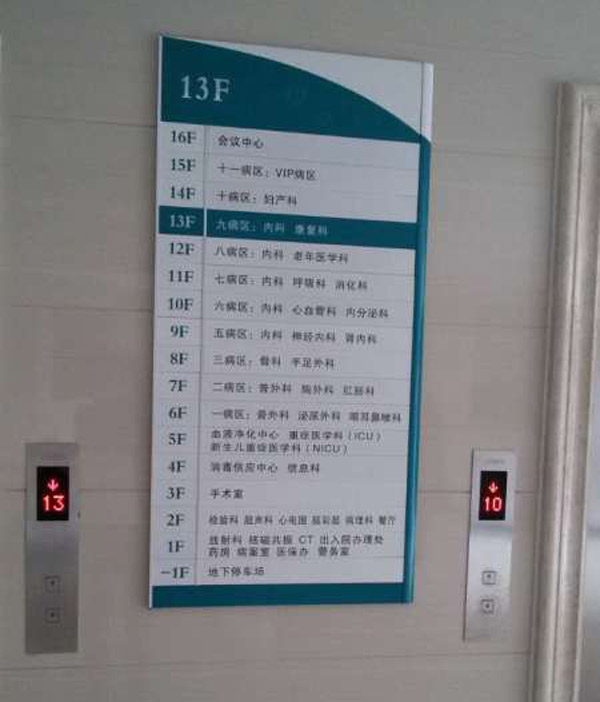 13F
16F 会议中心
15F 十一病区：VIP病区
14F 十病区：妇产科
13F 九病区：内科 康复科
12F 八病区：内科 老年医学科
11F 七病区：内科 呼吸科 消化科
10F 六病区：内科 心血管科 内分泌科
9F 五病区：内科 神经内科 肾内科
8F 三病区：骨科 手足外科
7F 二病区：普外科 胸外科 肛肠科
6F 一病区：普外科 泌尿外科 眼耳鼻喉科
5F 血液净化中心 重症医学科（ICU）
新生儿重症医学科（NICU）
4F 消毒供应中心 信息科
3F 手术室
2F 检验科 超声科 心电图 脑彩超 病理科 餐厅
1F 放射科 核磁共振 CT 出入院办理处
药房 病案室 医保办 警务室
-1F 地下停车场
13
10